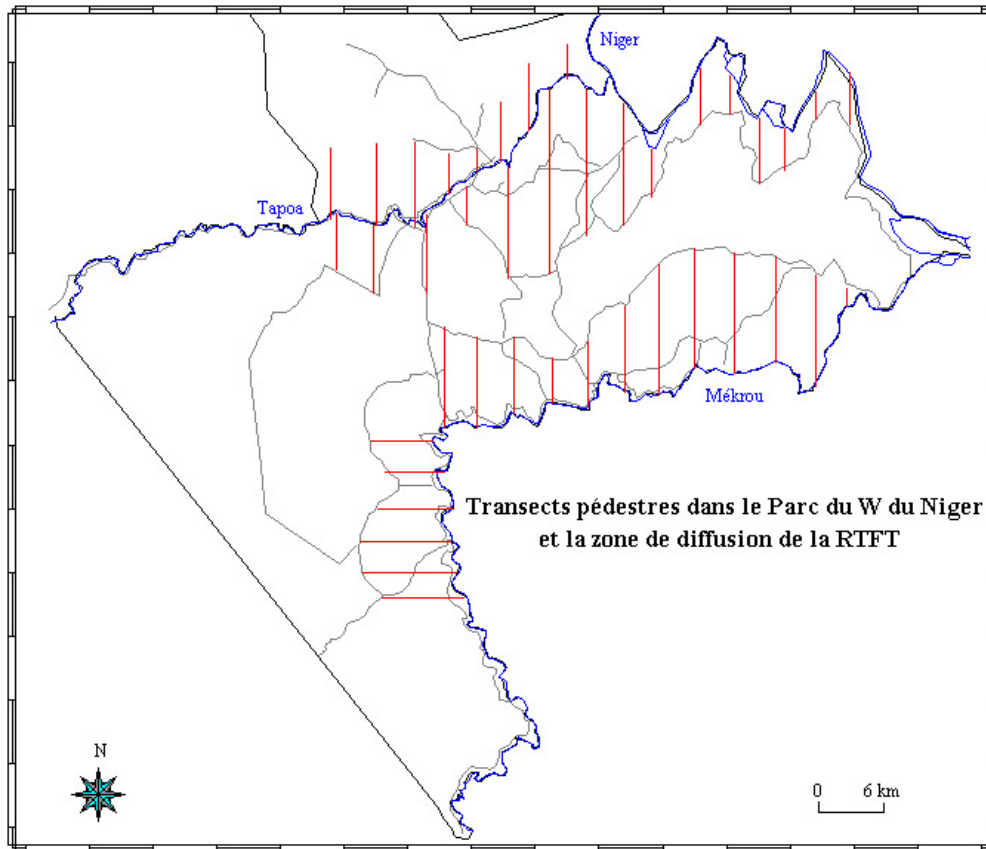 Niger
Tapoa
Mékrou
Transects pédestres dans le Parc du W du Niger
et la zone de diffusion de la RTFT
N
0 6 km